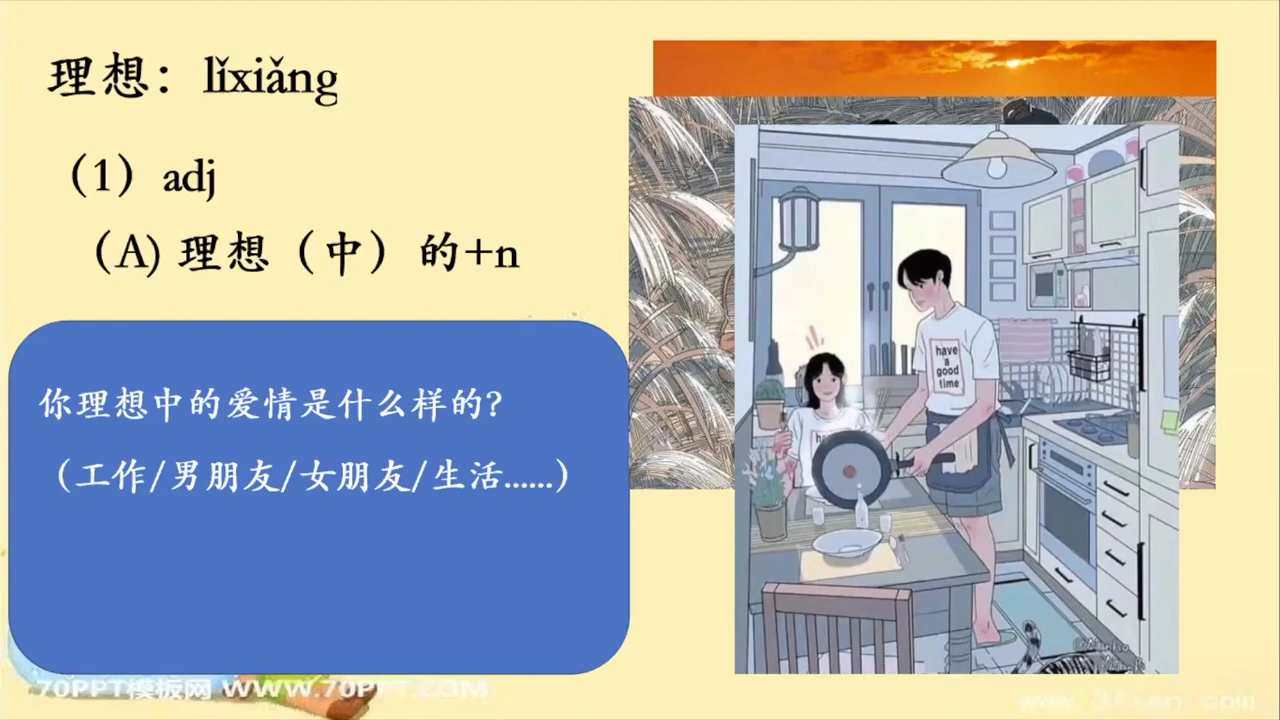 理想：lǐxiǎng
（1）adj
（A) 理想（中）的+n
你理想中的爱情是什么样的?
（工作/男朋友/女朋友/生活......）
have
a
good
time
70PPT模板网 WWW.70PPT.COM